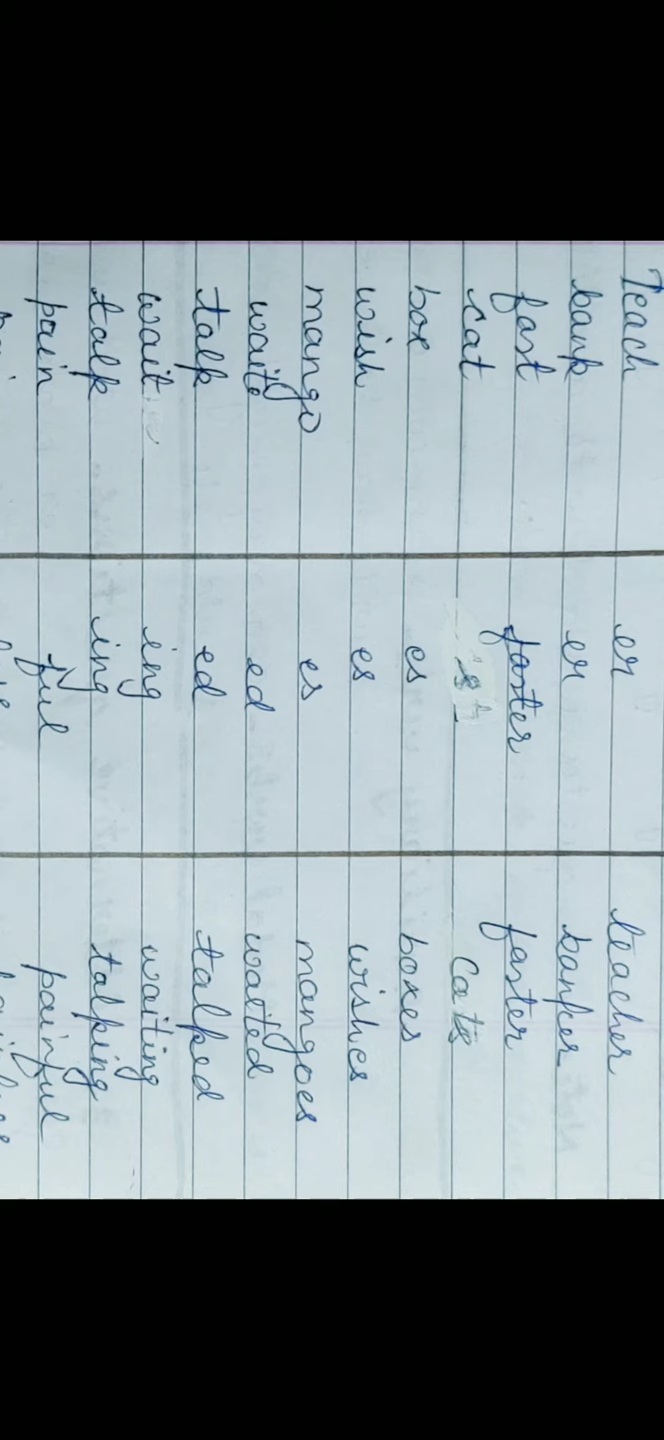 Teach er teacher
bank er banker
fast faster faster
cat s cats
box es boxes
wish es wishes
mango es mangoes
waite ed waited
talk ed talked
wait ing waiting
talk ing talking
pain ful painful